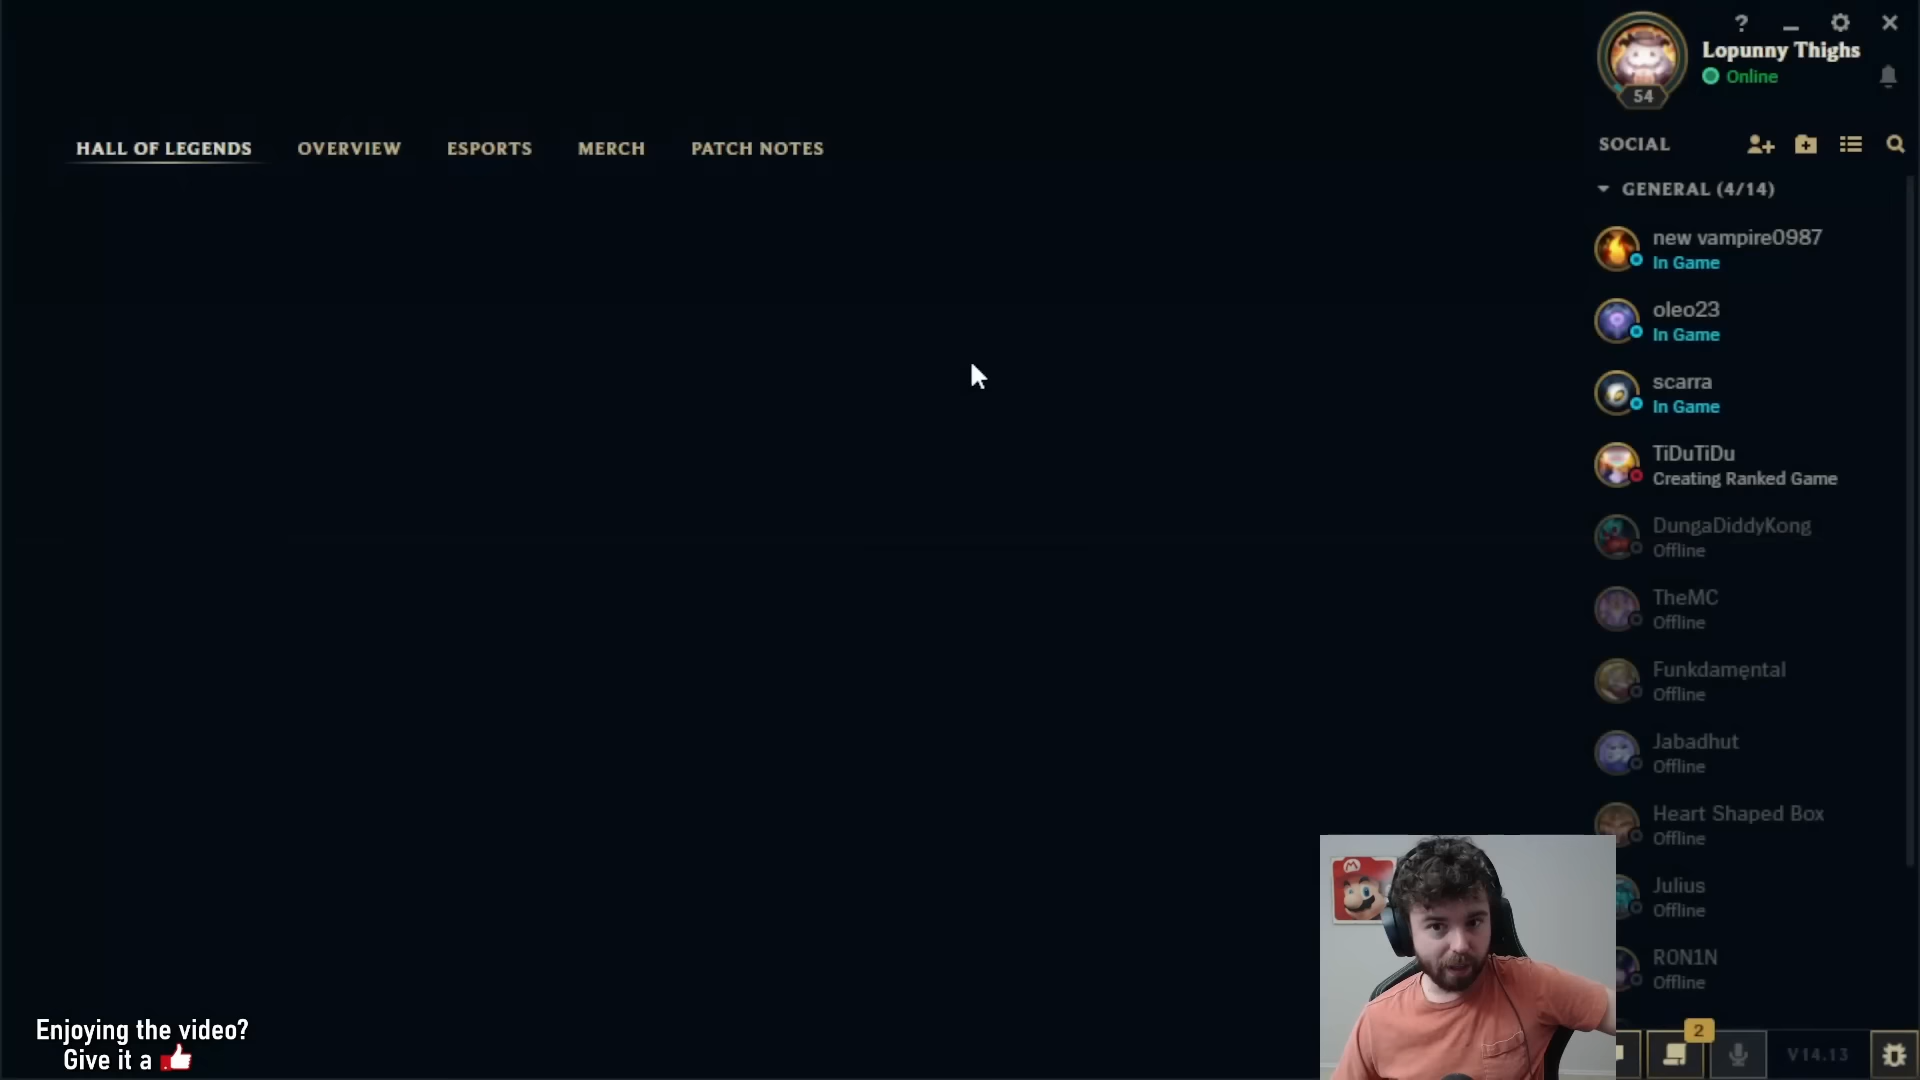 ?
Lopunny Thighs
Online
54
HALL OF LEGENDS
OVERVIEW
ESPORTS
MERCH
PATCH NOTES
SOCIAL
GENERAL (4/14)
new vampire0987
In Game
oleo23
In Game
scarra
In Game
TiDuTiDu
Creating Ranked Game
DungaDiddyKong
Offline
TheMC
Offline
Funkdamęntal
Offline
Jabadhut
Offline
Heart Shaped Box
Offline
Julius
Offline
R0N1N
Offline
M
Enjoying the video?
Give it a
2
V14.13